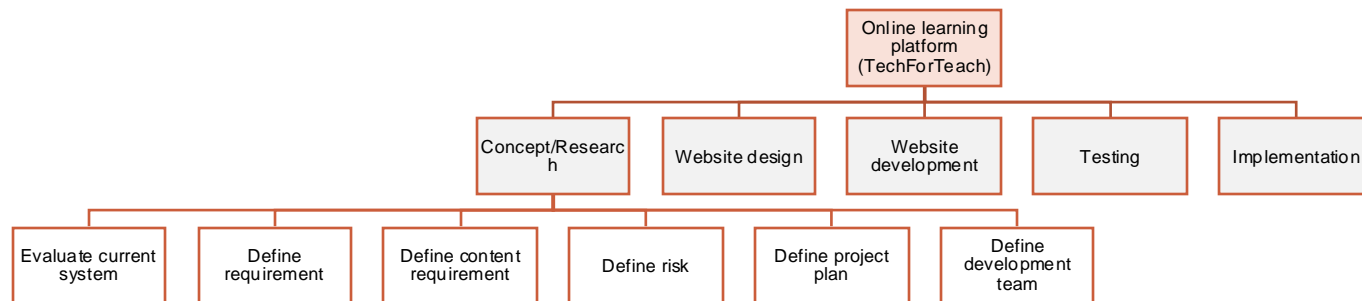 Online learning
platform
(TechForTeach)
Concept/Researc
h
Website design
Website
development
Testing
Implementation
Evaluate current
system
Define
requirement
Define content
requirement
Define risk
Define project
plan
Define
development
team